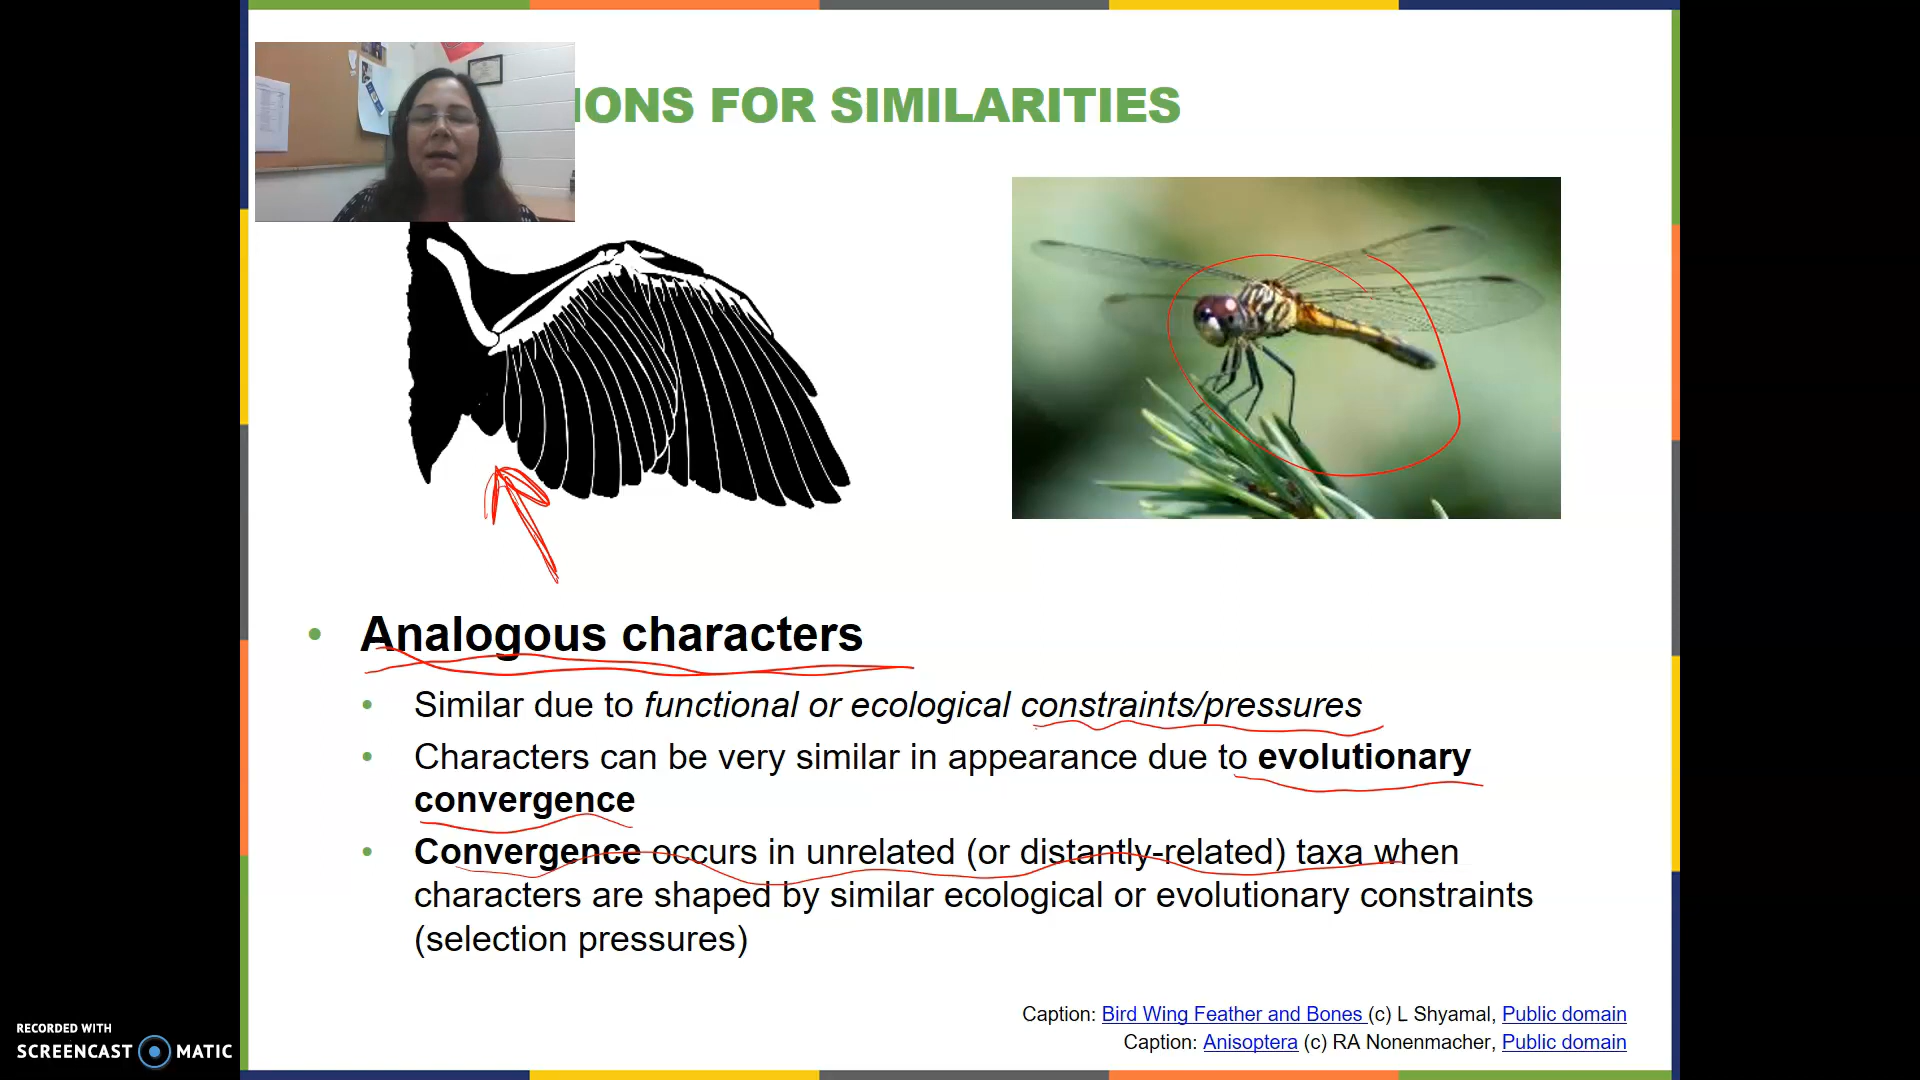 IONS FOR SIMILARITIES
• Analogous characters
• Similar due to functional or ecological constraints/pressures
• Characters can be very similar in appearance due to evolutionary
convergence
• Convergence occurs in unrelated (or distantly-related) taxa when
characters are shaped by similar ecological or evolutionary constraints
(selection pressures)
Caption: Bird Wing Feather and Bones (c) L Shyamal, Public domain
Caption: Anisoptera (c) RA Nonenmacher, Public domain
RECORDED WITH
SCREENCAST MATIC